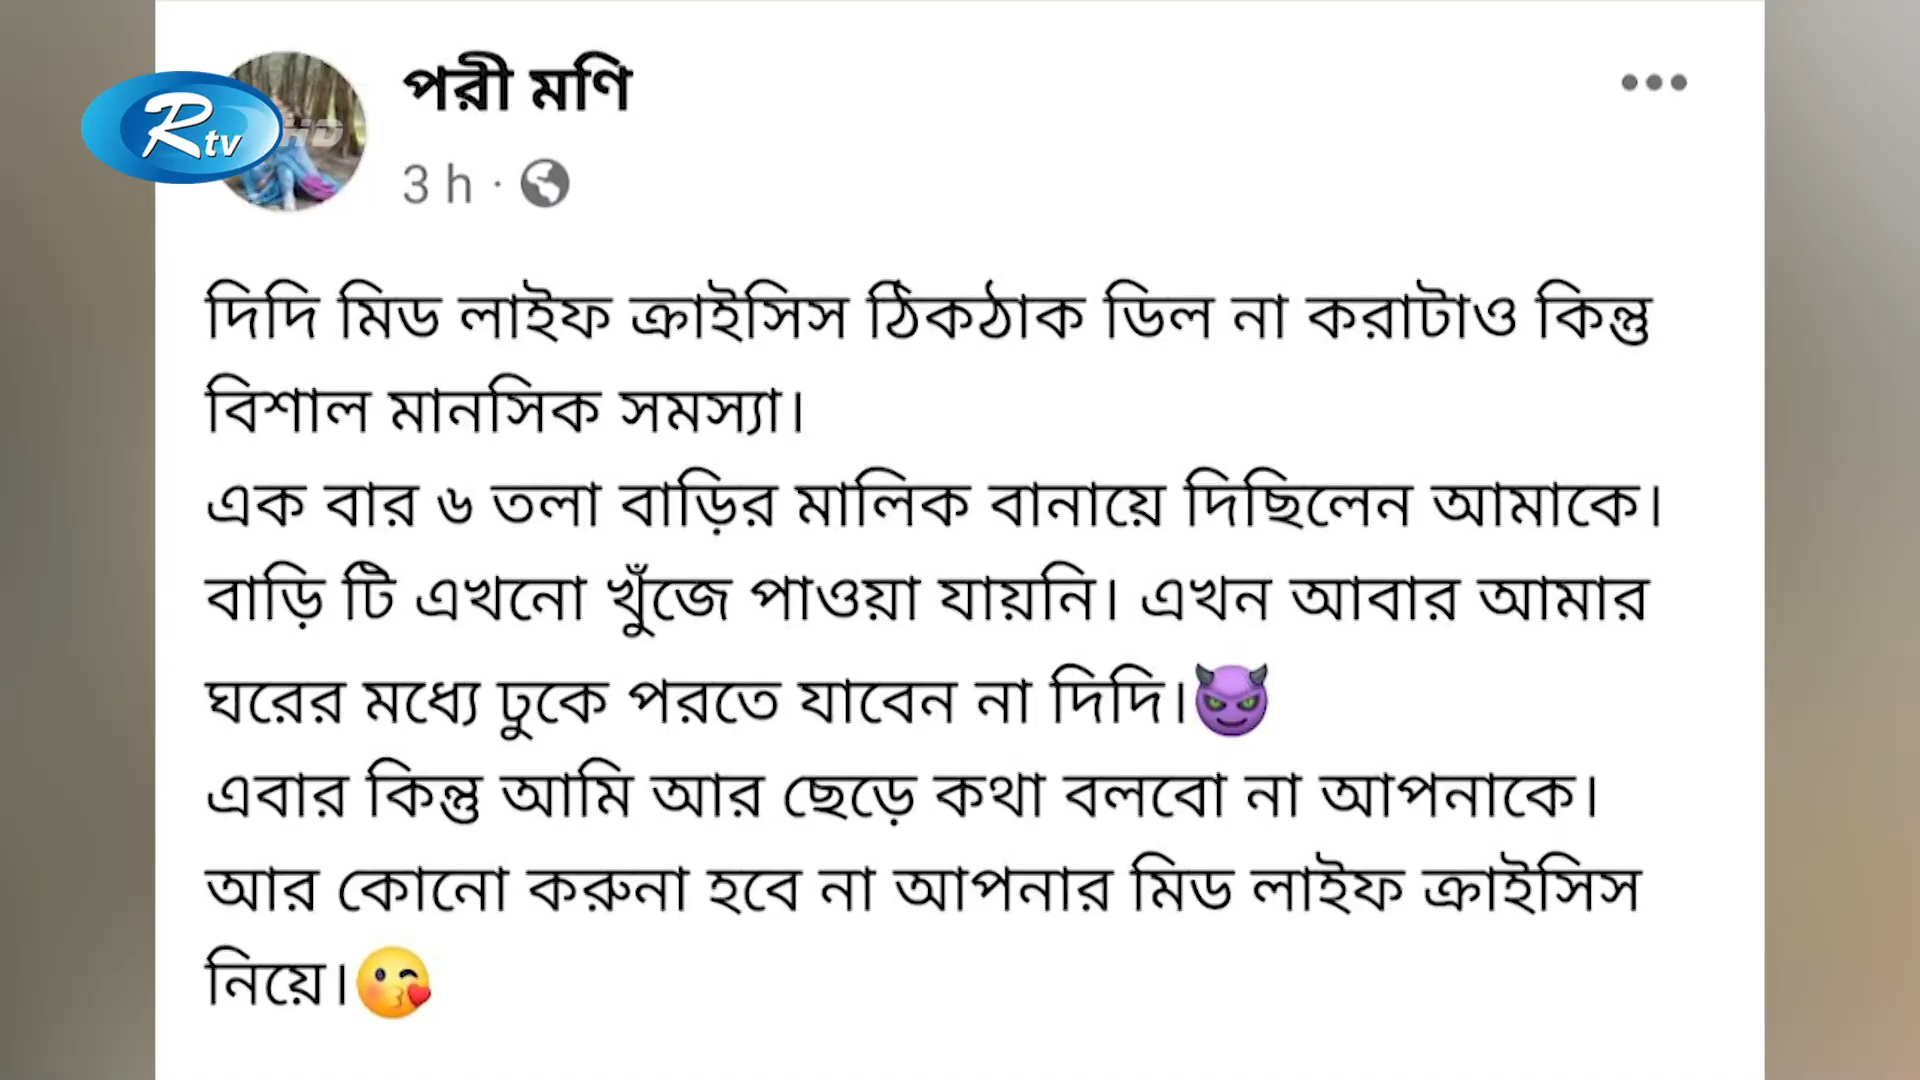 Rtv HD
পরী মণি
3 h ·
দিদি মিড লাইফ ক্রাইসিস ঠিকঠাক ডিল না করাটাও কিন্তু
বিশাল মানসিক সমস্যা।
এক বার ৬ তলা বাড়ির মালিক বানায়ে দিছিলেন আমাকে।
বাড়ি টি এখনো খুঁজে পাওয়া যায়নি। এখন আবার আমার
ঘরের মধ্যে ঢুকে পরতে যাবেন না দিদি।😈
এবার কিন্তু আমি আর ছেড়ে কথা বলবো না আপনাকে।
আর কোনো করুনা হবে না আপনার মিড লাইফ ক্রাইসিস
নিয়ে।😘